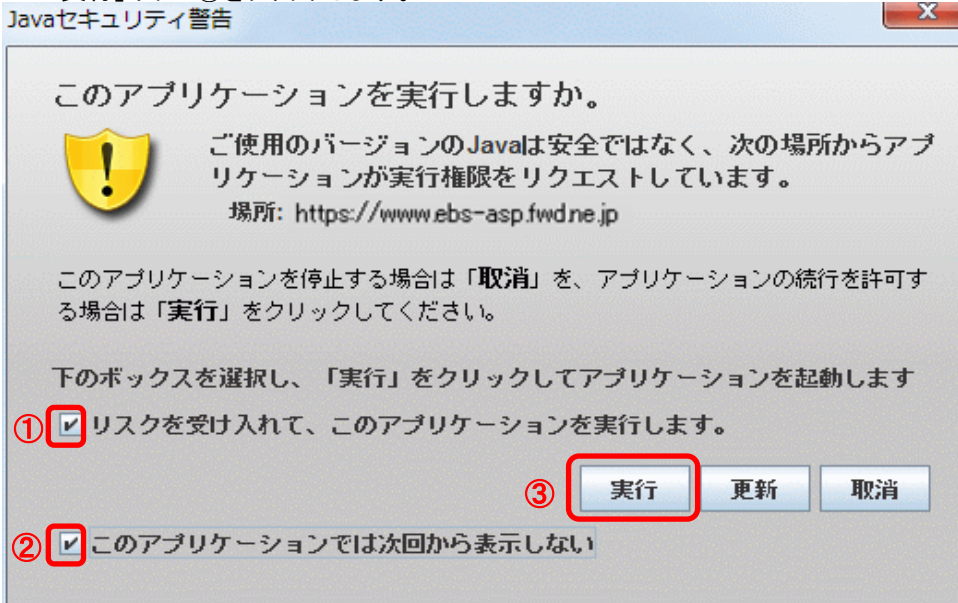 Javaセキュリティ警告
このアプリケーションを実行しますか。
ご使用のバージョンのJavaは安全ではなく、次の場所からアプ
リケーションが実行権限をリクエストしています。
場所: https://www.ebs-asp.fwd.ne.jp
このアプリケーションを停止する場合は「取消」を、アプリケーションの続行を許可す
る場合は「実行」をクリックしてください。
下のボックスを選択し、「実行」をクリックしてアプリケーションを起動します
① リスクを受け入れて、このアプリケーションを実行します。
③ 実行 更新 取消
② このアプリケーションでは次回から表示しない